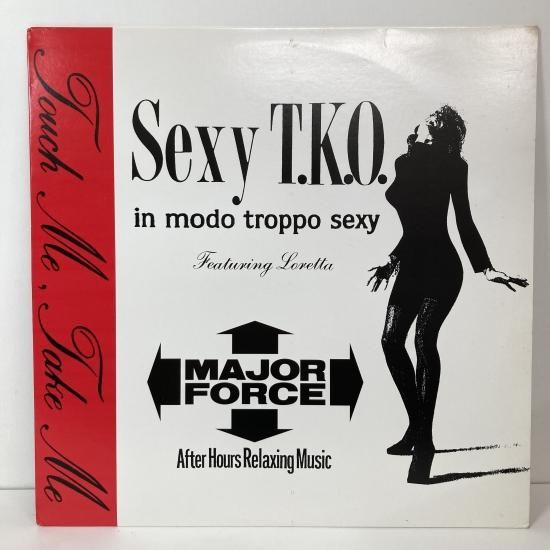 Touch Me, Take Me
Sexy T.K.O.
in modo troppo sexy
Featuring Loretta
MAJOR
FORCE
After Hours Relaxing Music